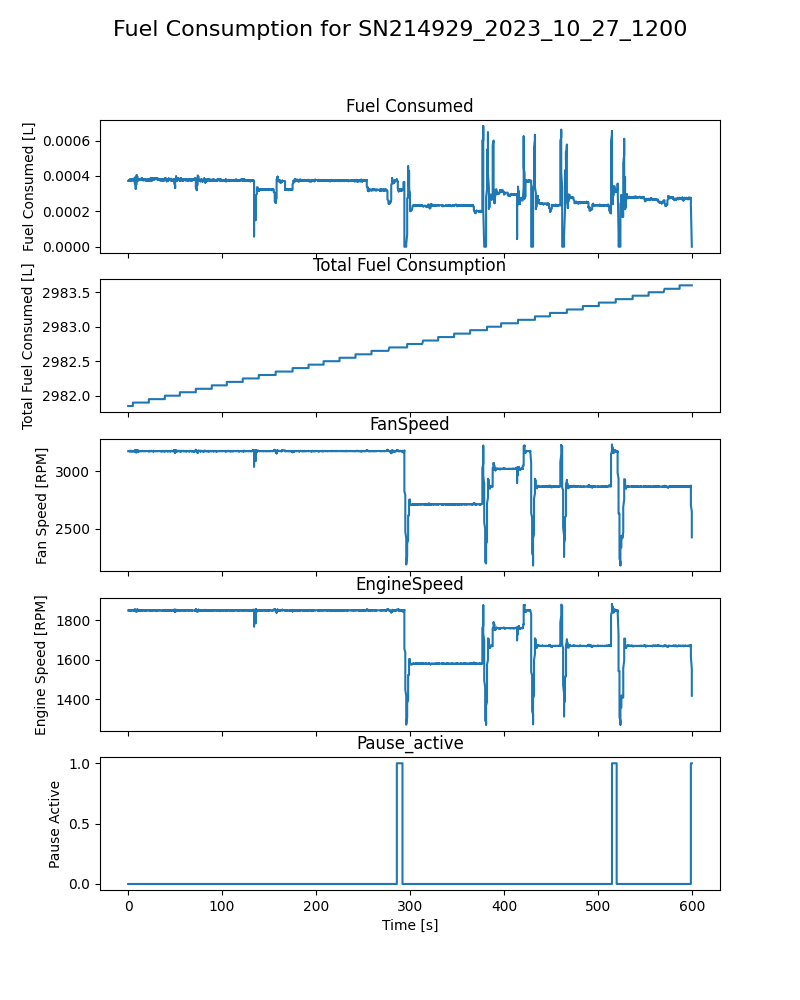 Fuel Consumption for SN214929_2023_10_27_1200
Fuel Consumed
Fuel Consumed [L]
0.0006
0.0004
0.0002
0.0000
Total Fuel Consumption
Total Fuel Consumed [L]
2983.5
2983.0
2982.5
2982.0
FanSpeed
Fan Speed [RPM]
3000
2500
EngineSpeed
Engine Speed [RPM]
1800
1600
1400
Pause_active
Pause Active
1.0
0.5
0.0
0 100 200 300 400 500 600
Time [s]